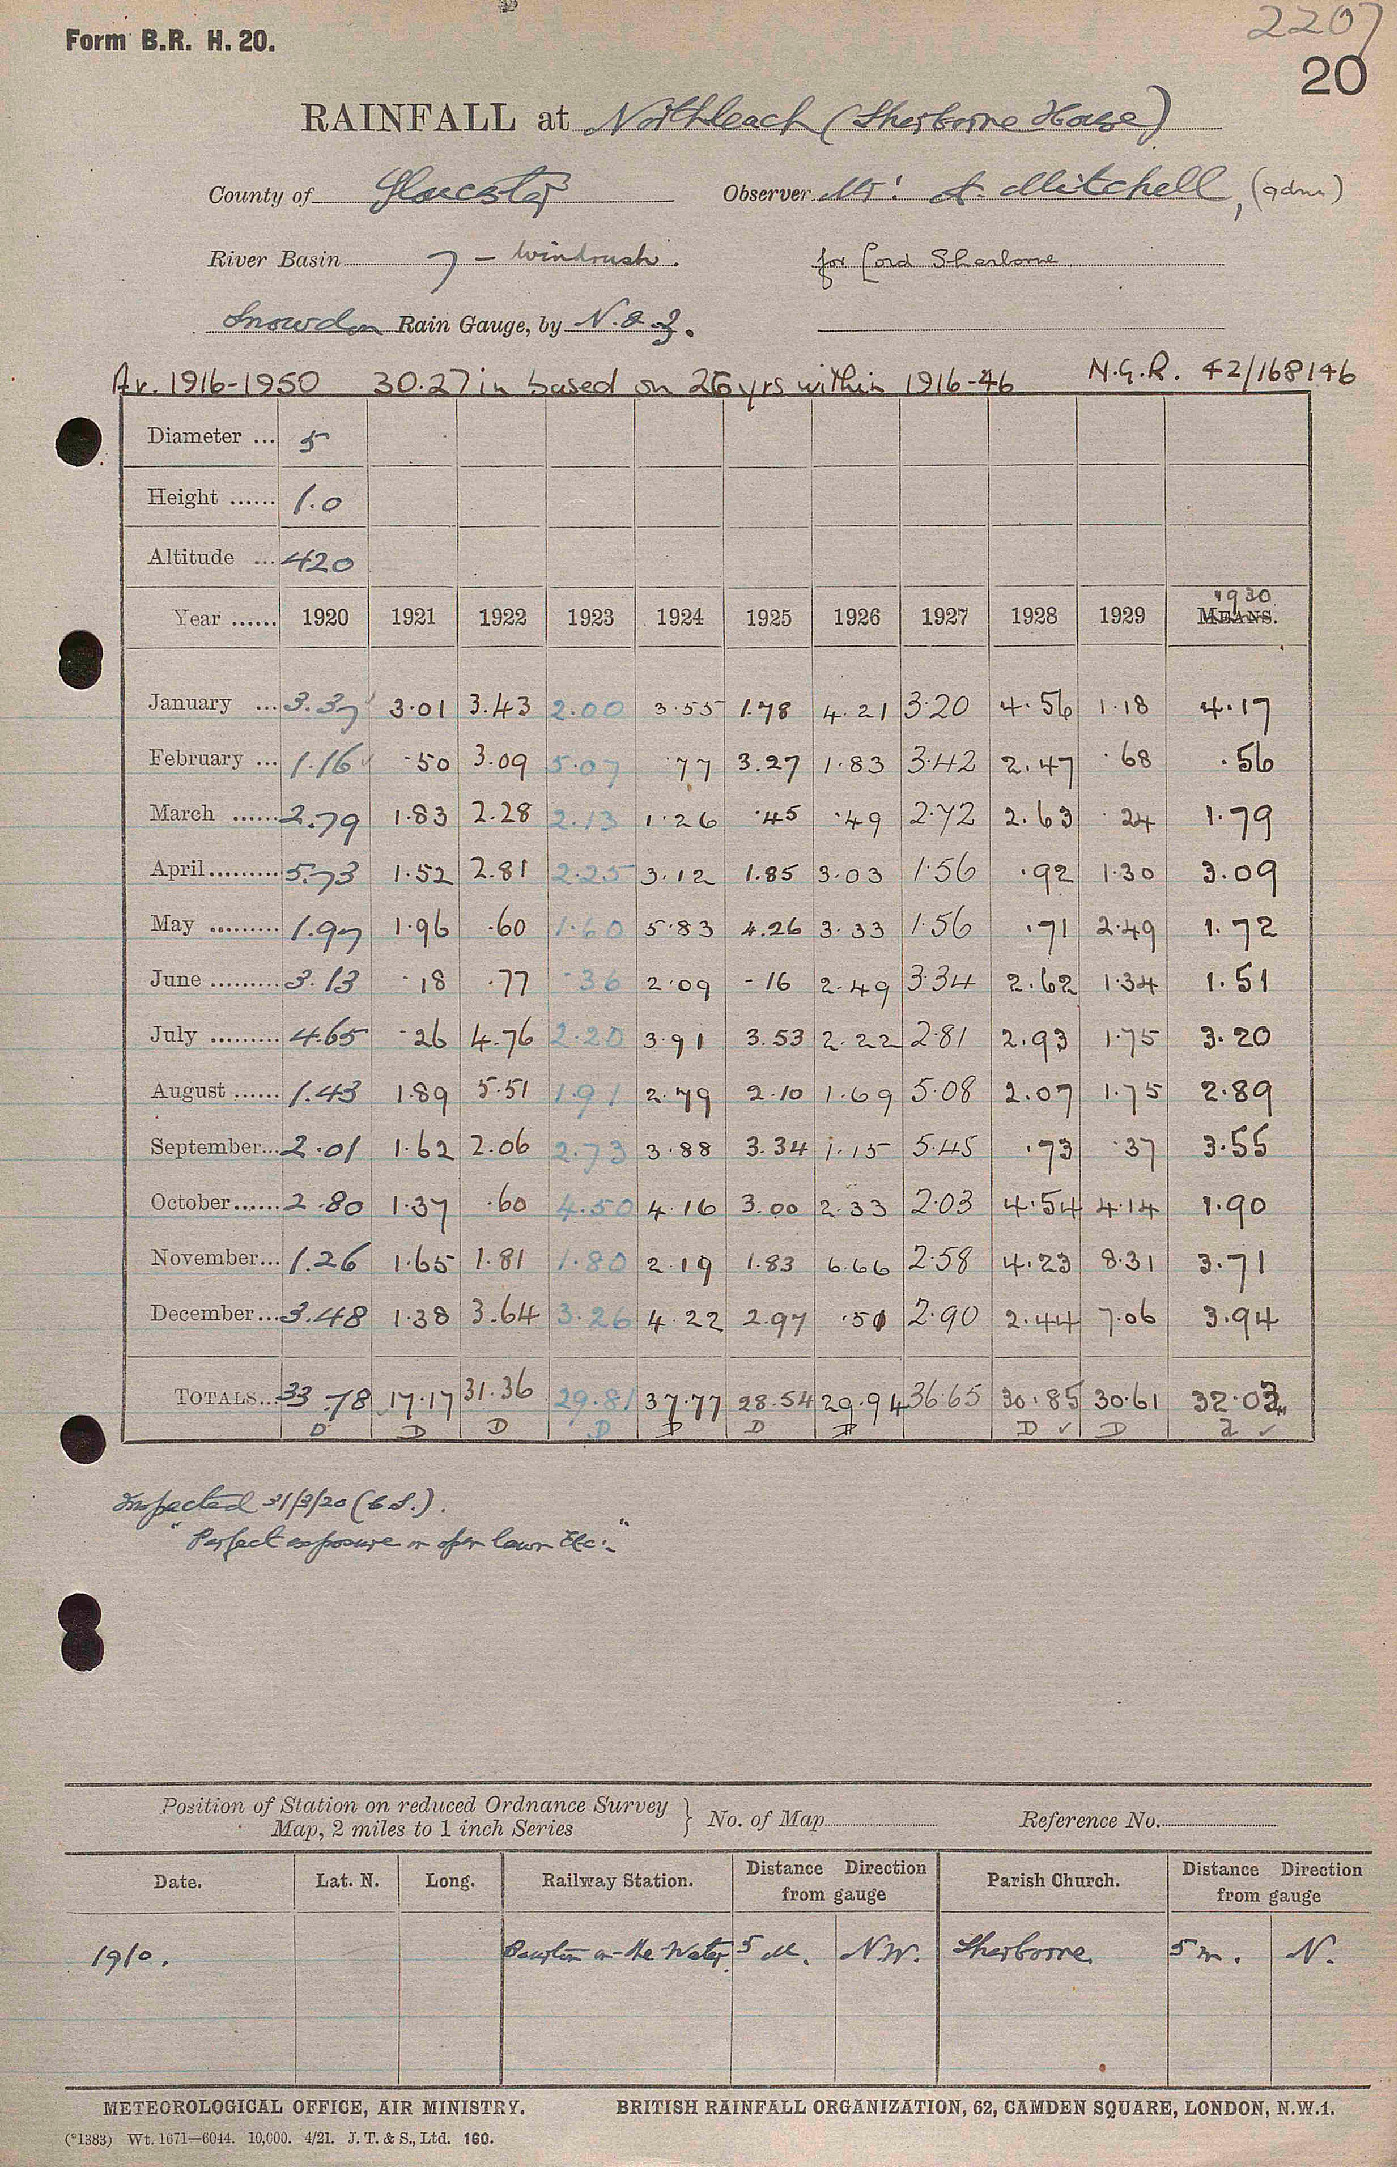 2207
Form B.R. H. 20.
20
RAINFALL at Northleach (Sherborne House)
County of Gloucester Observer Mr. A. Mitchell, (gdnr)
River Basin 7 - Windrush. for Lord Sherborne
Snowdon Rain Gauge, by N. & Z.
Av. 1916-1950 30.27 in based on 26 yrs within 1916-46 N.G.R. 42/168146
Diameter ... 5
Height ...... 1.0
Altitude ... 420
1930
Year ...... 1920 1921 1922 1923 1924 1925 1926 1927 1928 1929 MEANS.
January ... 3.37 3.01 3.43 2.00 3.55 1.78 4.21 3.20 4.56 1.18 4.17
February ... 1.16 .50 3.09 5.07 .77 3.27 1.83 3.42 2.47 .68 .56
March ...... 2.79 1.83 2.28 2.13 1.26 .45 .49 2.72 2.63 .24 1.79
April ......... 5.73 1.52 2.81 2.25 3.12 1.85 3.03 1.56 .92 1.30 3.09
May ......... 1.97 1.96 .60 1.60 5.83 4.26 3.33 1.56 .71 2.49 1.72
June ......... 3.13 .18 .77 .36 2.09 .16 2.49 3.34 2.62 1.34 1.51
July ......... 4.65 .26 4.76 2.20 3.91 3.53 2.22 2.81 2.93 1.75 3.20
August ...... 1.43 1.89 5.51 1.91 2.79 2.10 1.69 5.08 2.07 1.75 2.89
September... 2.01 1.62 2.06 2.73 3.88 3.34 1.15 5.45 .73 .37 3.55
October ...... 2.80 1.37 .60 4.50 4.16 3.00 2.33 2.03 4.54 4.14 1.90
November... 1.26 1.65 1.81 1.80 2.19 1.83 6.66 2.58 4.23 8.31 3.71
December... 3.48 1.38 3.64 3.26 4.22 2.97 .51 2.90 2.44 7.06 3.94
TOTALS... 33.78 17.17 31.36 29.81 37.77 28.54 29.94 36.65 30.85 30.61 32.03
D D D D D D D D ✓ D ✓
Inspected 31/3/20
"Perfect exposure on open lawn Etc."
Position of Station on reduced Ordnance Survey
Map, 2 miles to 1 inch Series } No. of Map Reference No.
Date. Lat. N. Long. Railway Station. Distance Direction from gauge Parish Church. Distance Direction from gauge
1910. Bourton on-the Water 5 M. NW. Sherborne 5 m. N.
METEOROLOGICAL OFFICE, AIR MINISTRY. BRITISH RAINFALL ORGANIZATION, 62, CAMDEN SQUARE, LONDON, N.W.1.
(*1383) Wt. 1671—6044. 10,000. 4/21. J. T. & S., Ltd. 160.